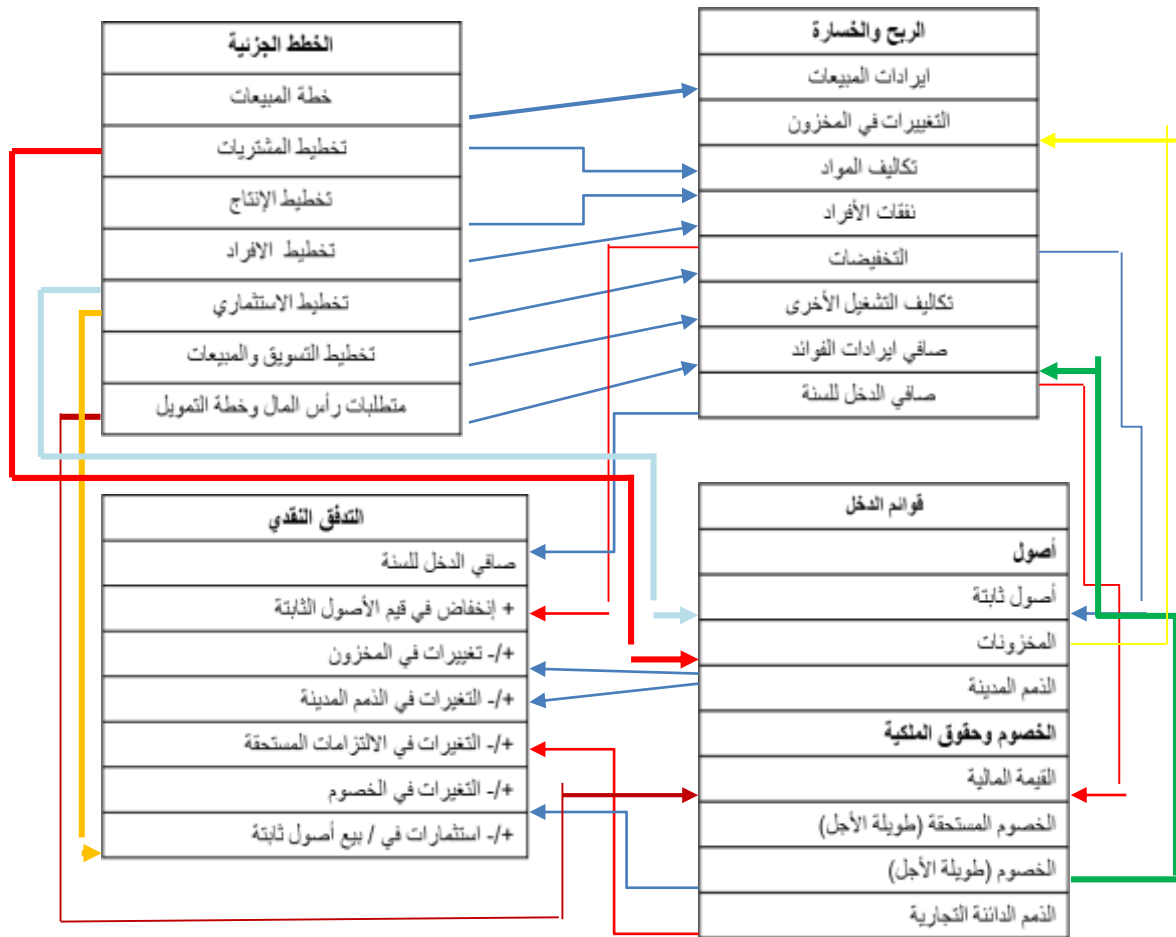 الخطط الجزئية
خطة المبيعات
تخطيط المشتريات
تخطيط الإنتاج
تخطيط الافراد
تخطيط الاستثماري
تخطيط التسويق والمبيعات
متطلبات رأس المال وخطة التمويل
الربح والخسارة
ايرادات المبيعات
التغييرات في المخزون
تكاليف المواد
نفقات الأفراد
التخفيضات
تكاليف التشغيل الأخرى
صافي ايرادات الفوائد
صافي الدخل للسنة
التدفق النقدي
صافي الدخل للسنة
+ إنخفاض في قيم الأصول الثابتة
+/- تغييرات في المخزون
+/- التغيرات في الذمم المدينة
+/- التغيرات في الالتزامات المستحقة
+/- التغيرات في الخصوم
+/- استثمارات في / بيع أصول ثابتة
قوائم الدخل
أصول
أصول ثابتة
المخزونات
الذمم المدينة
الخصوم وحقوق الملكية
القيمة المالية
الخصوم المستحقة (طويلة الأجل)
الخصوم (طويلة الأجل)
الذمم الدائنة التجارية